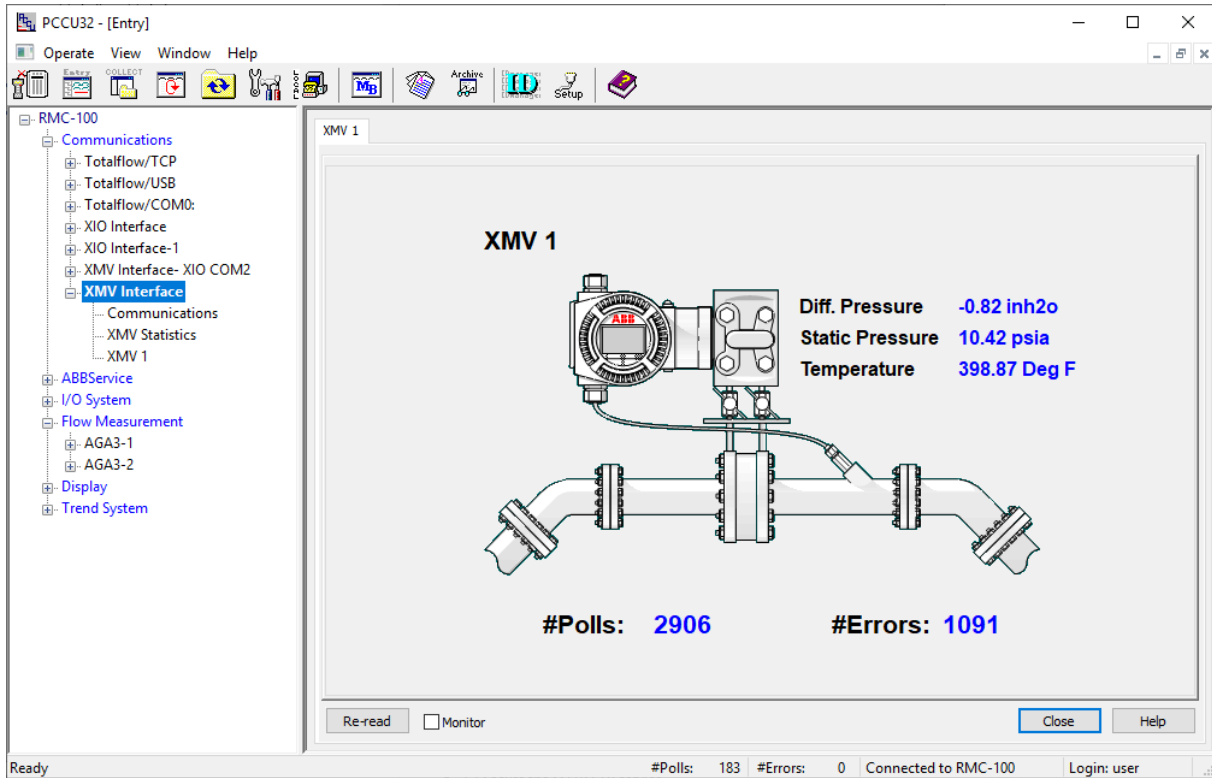 PCCU32 - [Entry]
Operate View Window Help
Entry
COLLECT
LOCAL
MB
Archive
ID
Setup
RMC-100
Communications
Totalflow/TCP
Totalflow/USB
Totalflow/COM0:
XIO Interface
XIO Interface-1
XMV Interface- XIO COM2
XMV Interface
Communications
XMV Statistics
XMV 1
ABBService
I/O System
Flow Measurement
AGA3-1
AGA3-2
Display
Trend System
XMV 1
XMV 1
ABB
Diff. Pressure -0.82 inh2o
Static Pressure 10.42 psia
Temperature 398.87 Deg F
#Polls: 2906 #Errors: 1091
Re-read Monitor Close Help
Ready #Polls: 183 #Errors: 0 Connected to RMC-100 Login: user